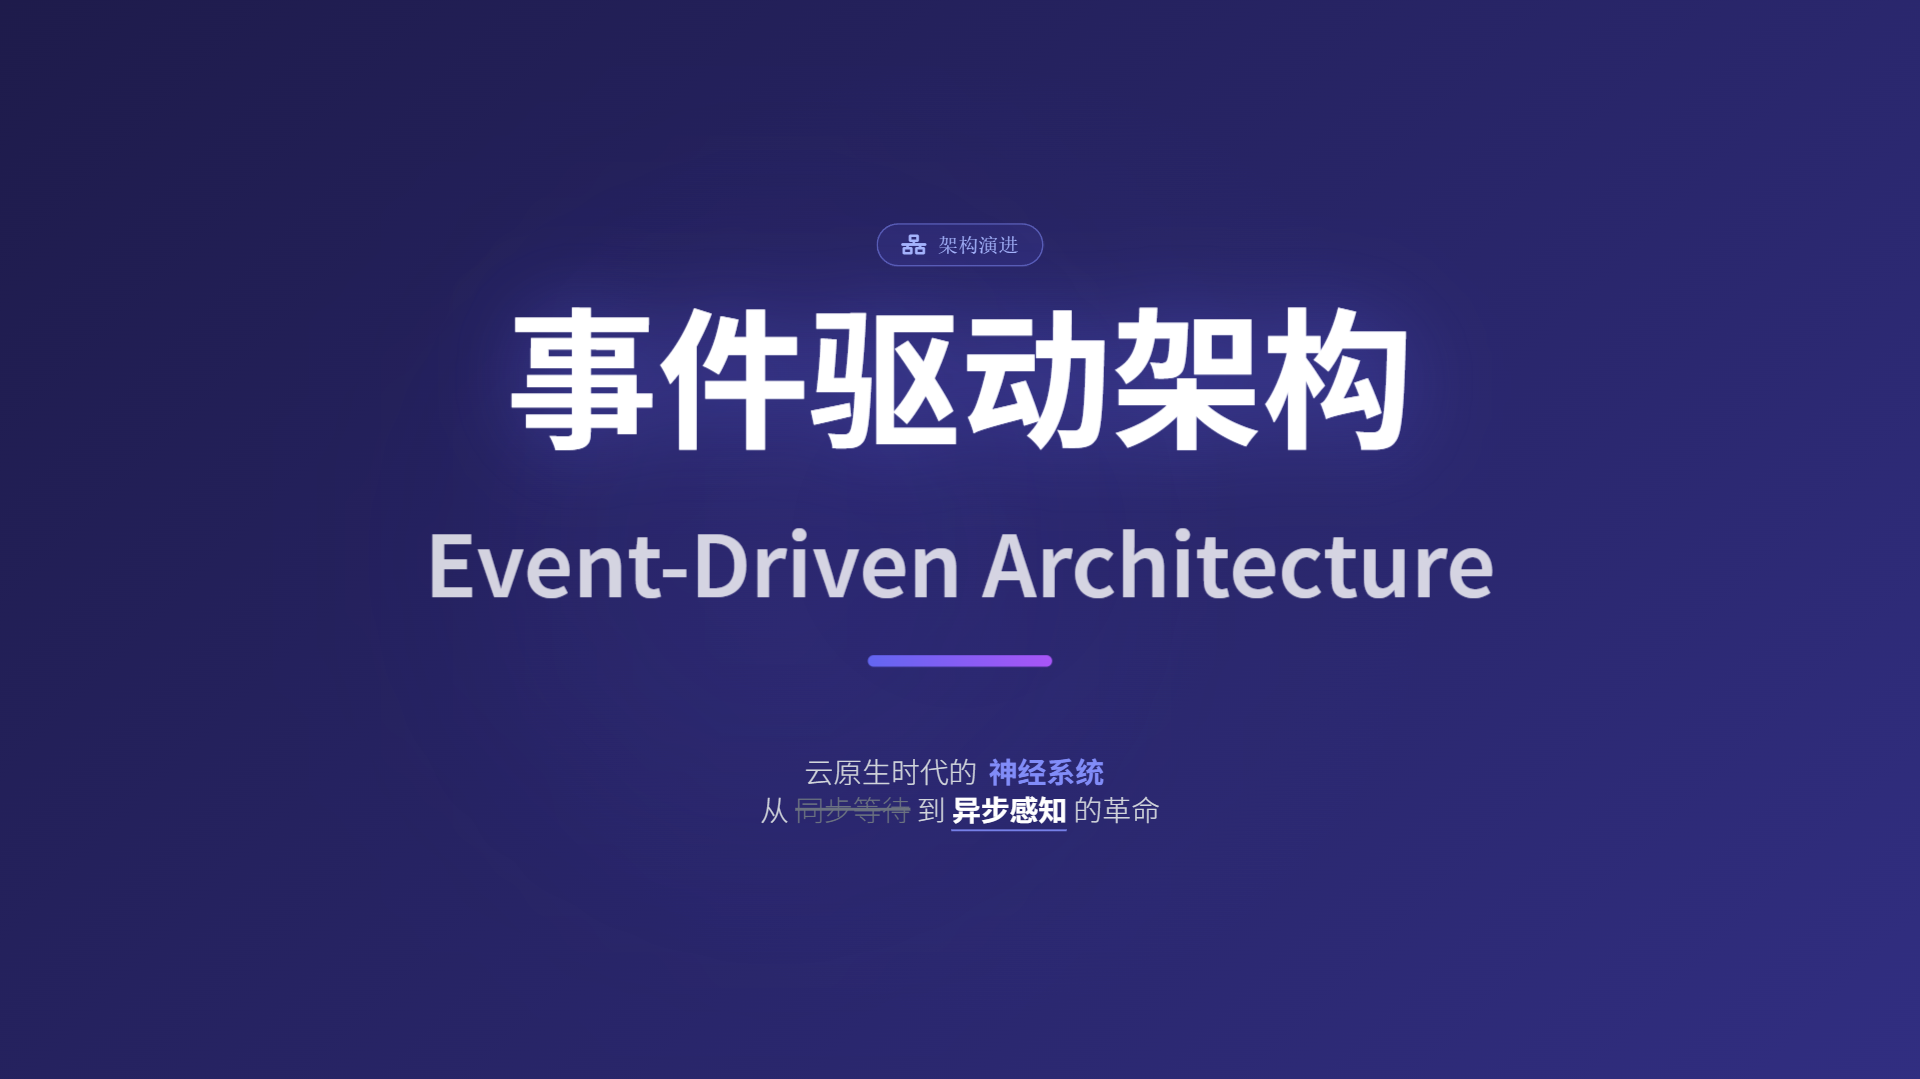 架构演进
事件驱动架构
Event-Driven Architecture
云原生时代的 神经系统
从 同步等待 到 异步感知 的革命